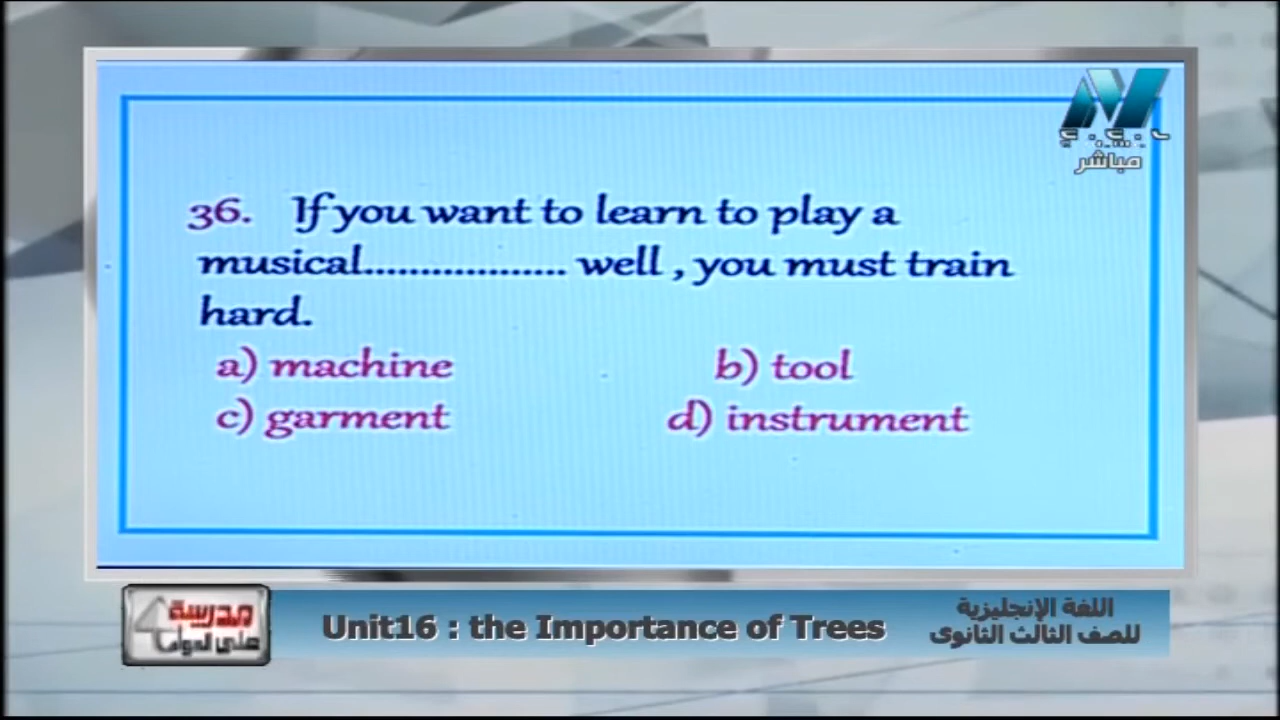 مباشر
36. If you want to learn to play a
musical.................. well , you must train
hard.
a) machine b) tool
c) garment d) instrument
مدرسة
على الهواء
Unit16 : the Importance of Trees
اللغة الإنجليزية
للصف الثالث الثانوى